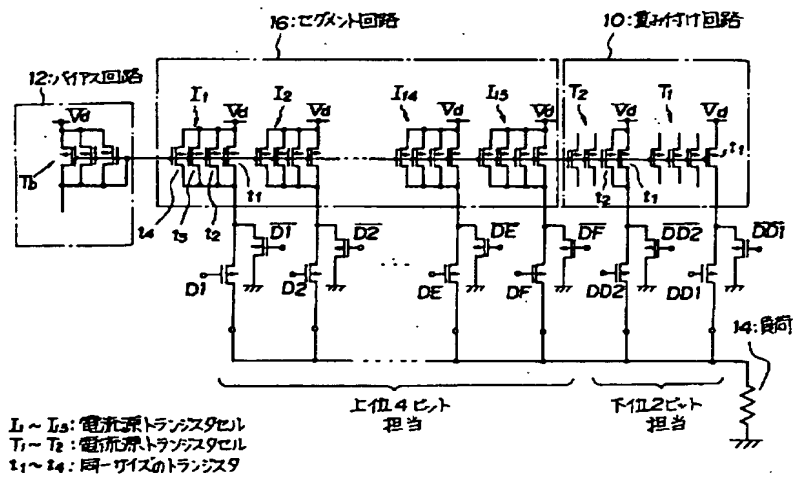 16:セグメント回路
10:重み付け回路
12:バイアス回路
I1 I2 I14 I15 T2 T1
Vd Vd Vd Vd Vd Vd Vd
Tb t4 t3 t2 t1 t2 t1 t1
D1 D2 DE DF DD2 DD1
D1 D2 DE DF DD2 DD1
14:負荷
上位4ビット
担当
下位2ビット
担当
I1~I15:電流源トランジスタセル
T1~T2:電流源トランジスタセル
t1~t4:同一サイズのトランジスタ